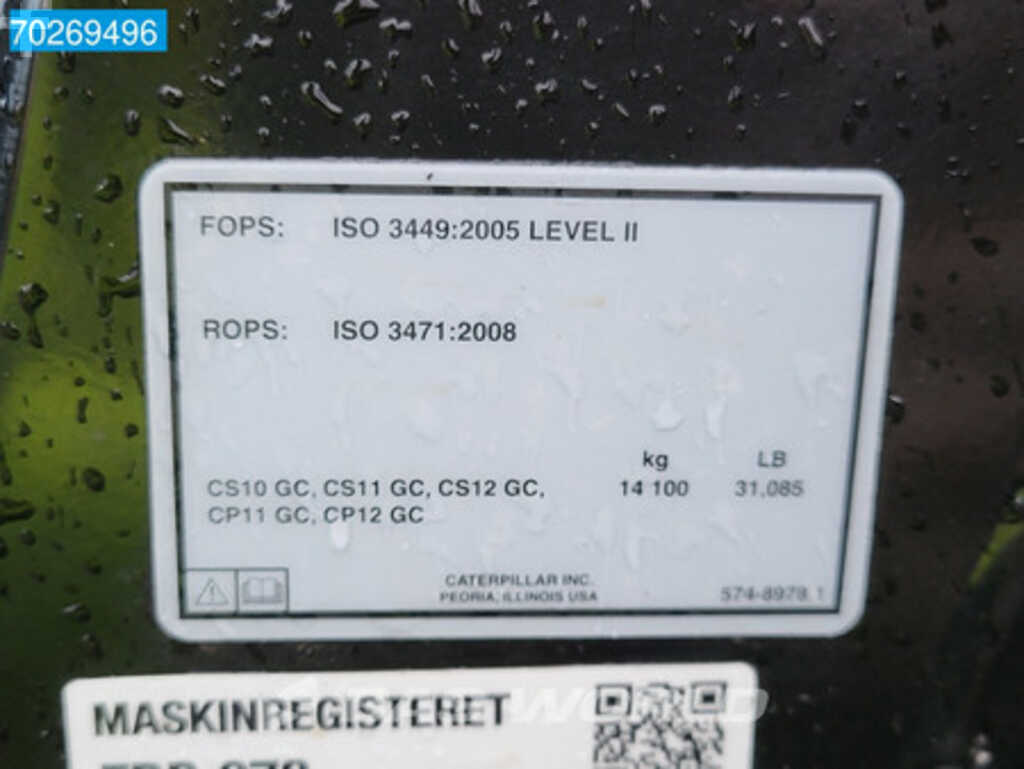 70269496
FOPS: ISO 3449:2005 LEVEL II
ROPS: ISO 3471:2008
kg LB
CS10 GC, CS11 GC, CS12 GC, 14 100 31,085
CP11 GC, CP12 GC
CATERPILLAR INC.
PEORIA, ILLINOIS USA
574-8978 1
MASKINREGISTERET